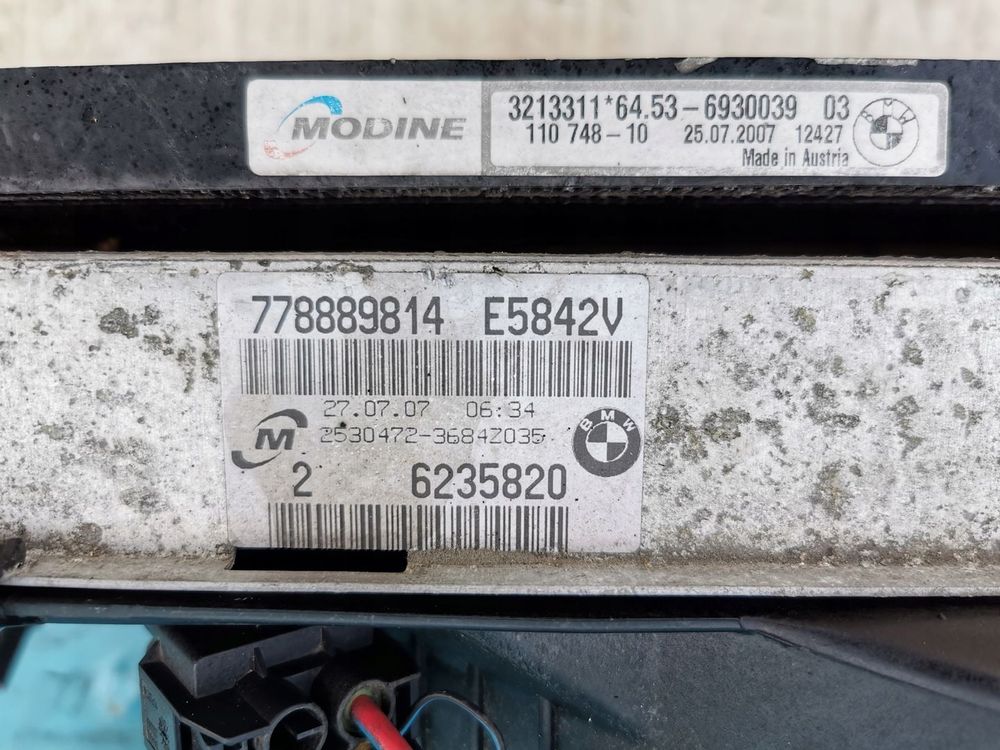 MODINE
3213311*64.53-6930039 03
110 748-10 25.07.2007 12427
Made in Austria
778889814 E5842V
27.07.07 06:34
M 2530472-3684Z035 BMW
2 6235820